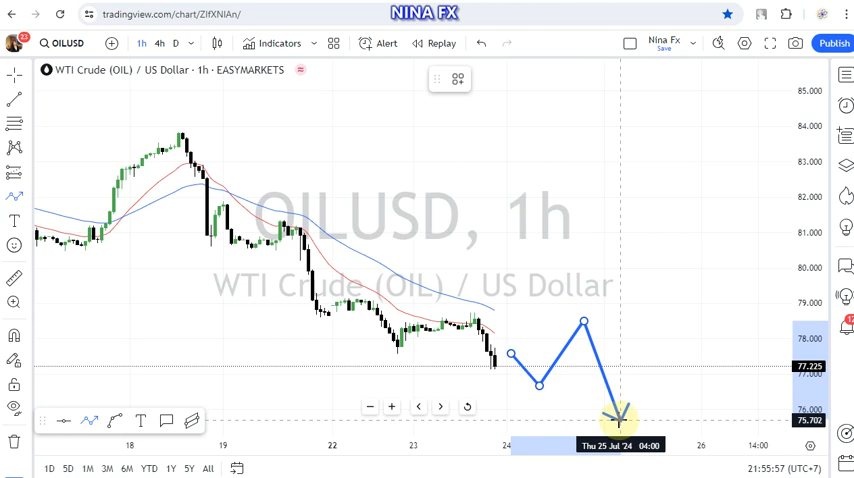 NINA FX
tradingview.com/chart/ZIfXNIAn/
OILUSD
1h 4h D
Indicators
Alert
Replay
Nina Fx
Save
Publish
WTI Crude (OIL) / US Dollar · 1h · EASYMARKETS
85.000
84.000
83.000
82.000
81.000
80.000
79.000
78.000
77.225
77.000
76.000
75.702
OILUSD, 1h
WTI Crude (OIL) / US Dollar
18 19 22 23 24 Thu 25 Jul '24 04:00 26 14:00
1D 5D 1M 3M 6M YTD 1Y 5Y All
21:55:57 (UTC+7)